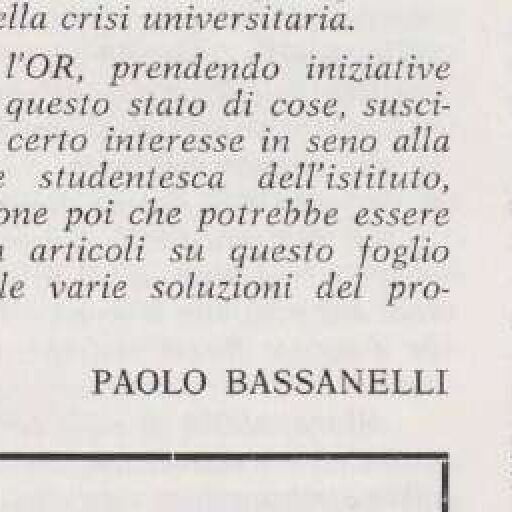 ella crisi universitaria.
l'OR, prendendo iniziative
questo stato di cose, susci-
certo interesse in seno alla
e studentesca dell'istituto,
one poi che potrebbe essere
articoli su questo foglio
le varie soluzioni del pro-
PAOLO BASSANELLI